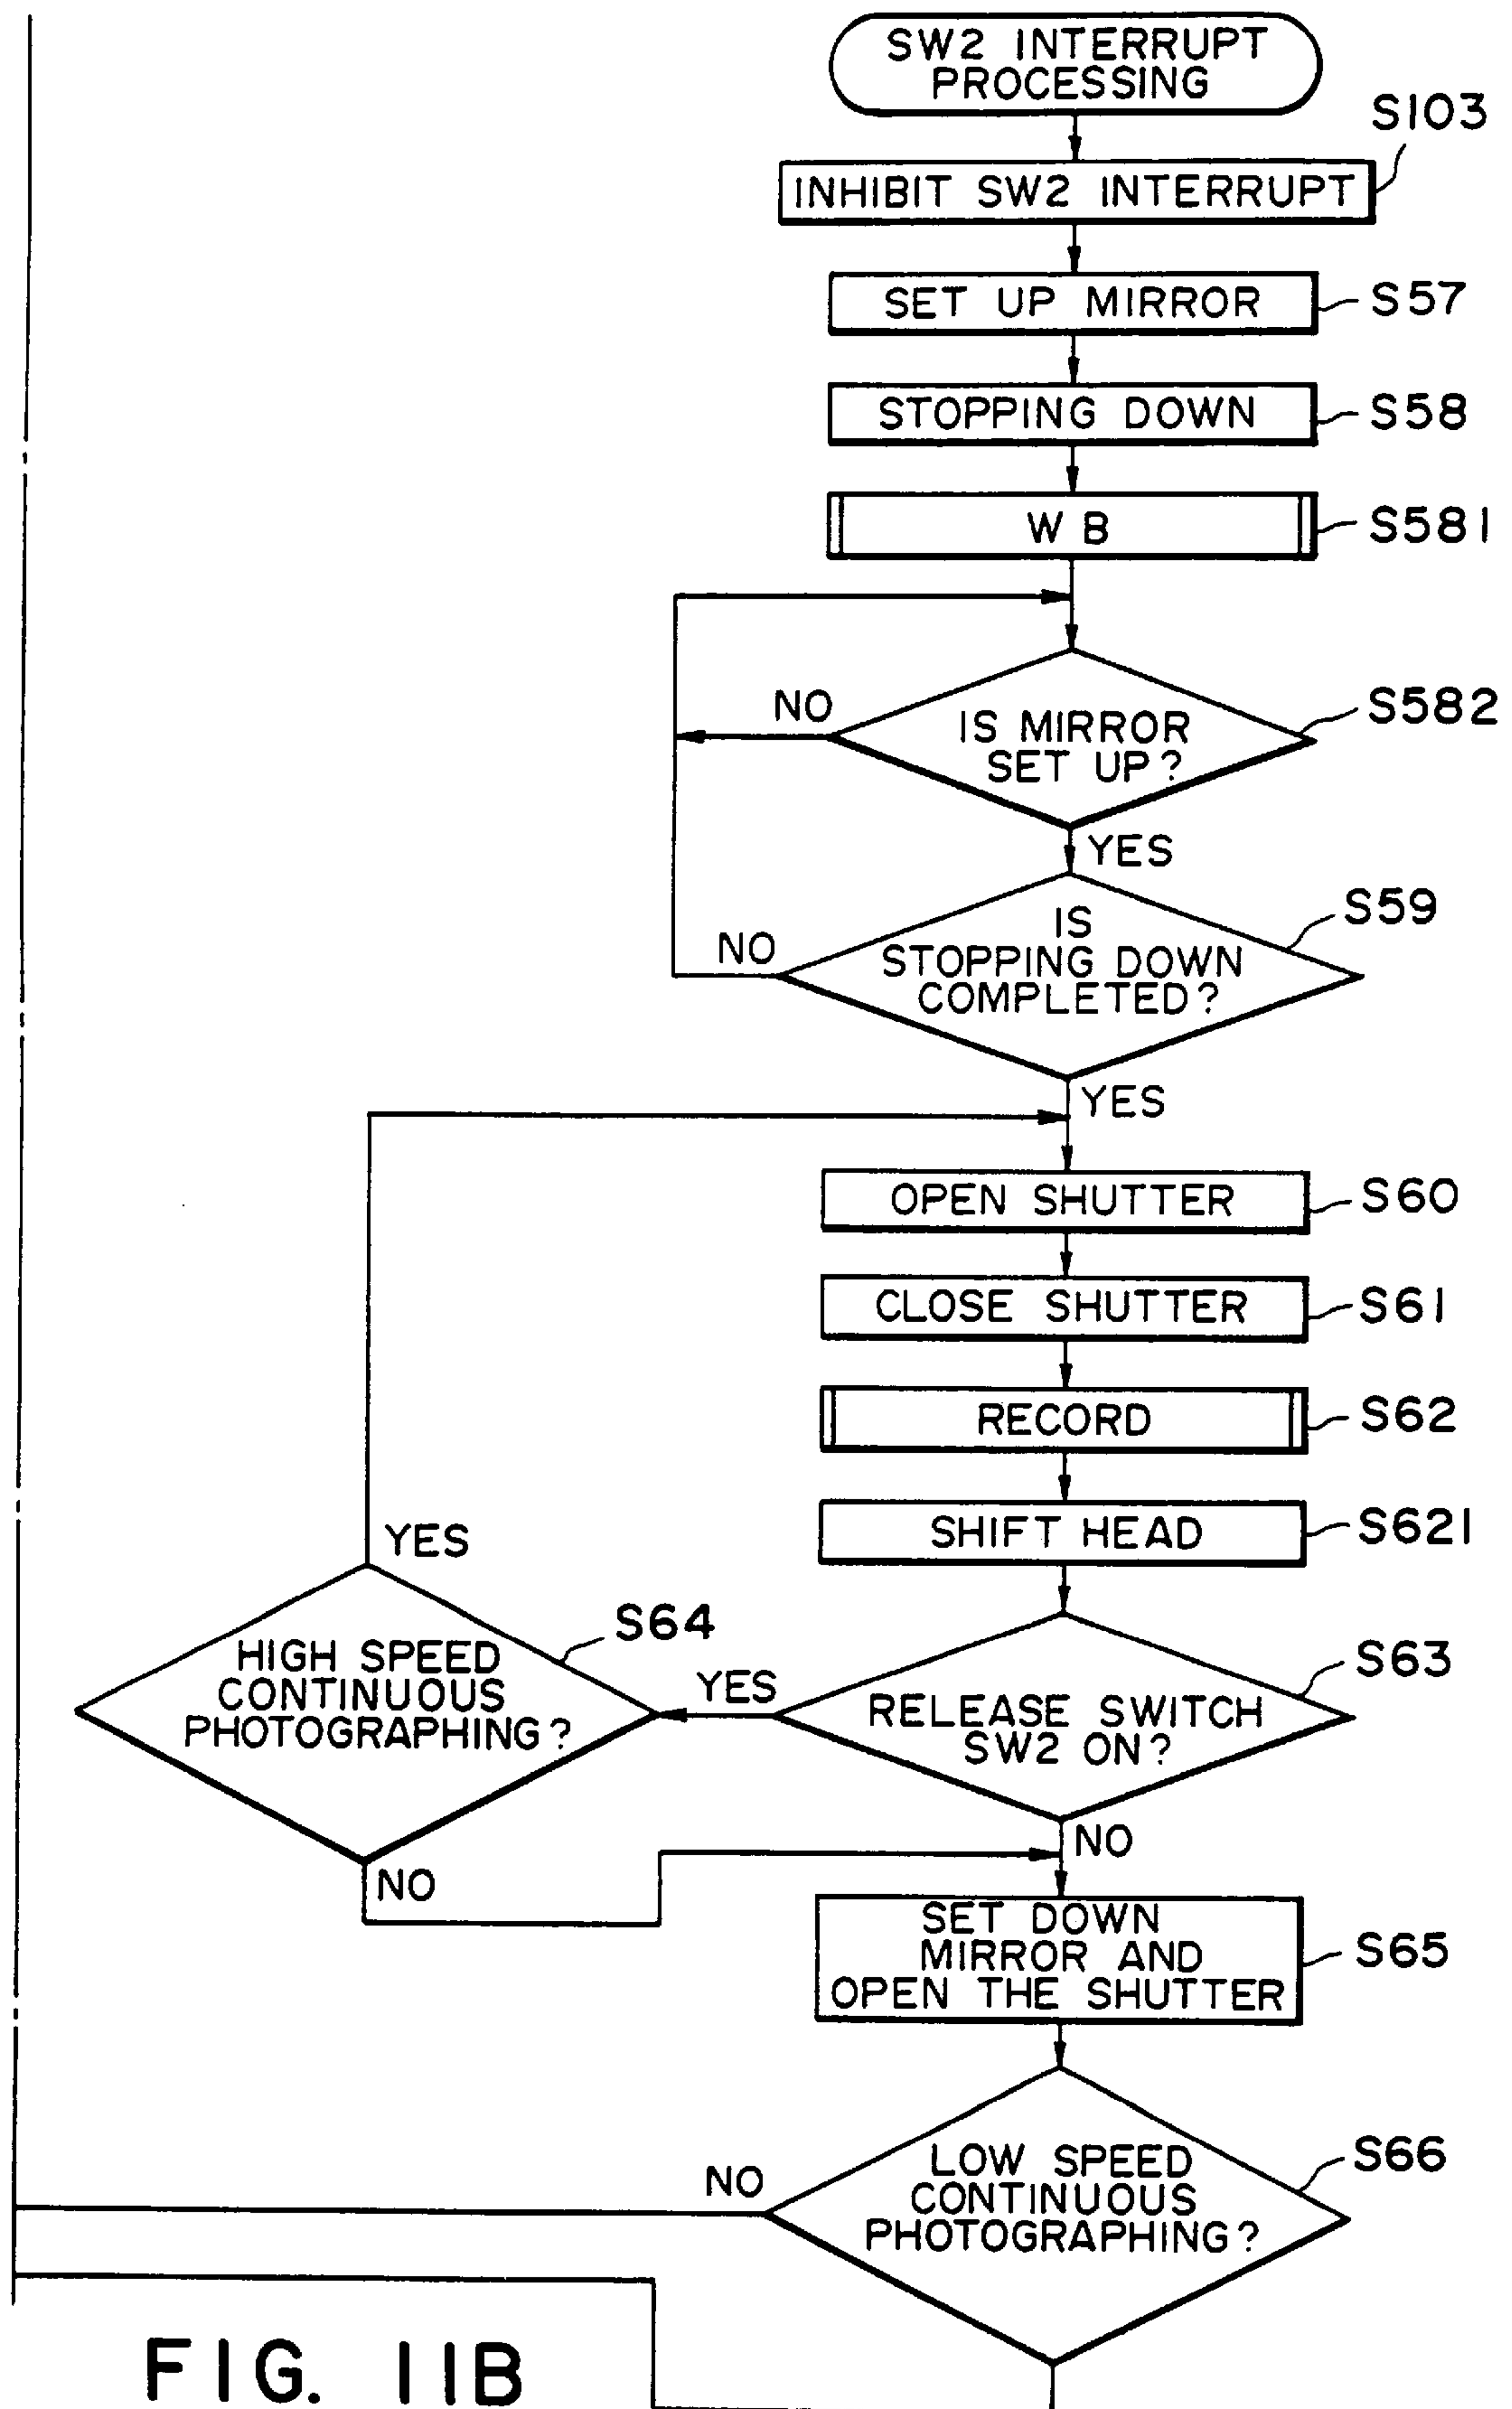 SW2 INTERRUPT
PROCESSING
S103
INHIBIT SW2 INTERRUPT
SET UP MIRROR
S57
STOPPING DOWN
S58
WB
S581
NO
IS MIRROR
SET UP?
S582
YES
S59
NO
IS
STOPPING DOWN
COMPLETED?
YES
OPEN SHUTTER
S60
CLOSE SHUTTER
S61
RECORD
S62
SHIFT HEAD
S621
YES
S64
HIGH SPEED
CONTINUOUS
PHOTOGRAPHING?
YES
RELEASE SWITCH
SW2 ON?
S63
NO
NO
SET DOWN
MIRROR AND
OPEN THE SHUTTER
S65
NO
LOW SPEED
CONTINUOUS
PHOTOGRAPHING?
S66
FIG. 11B